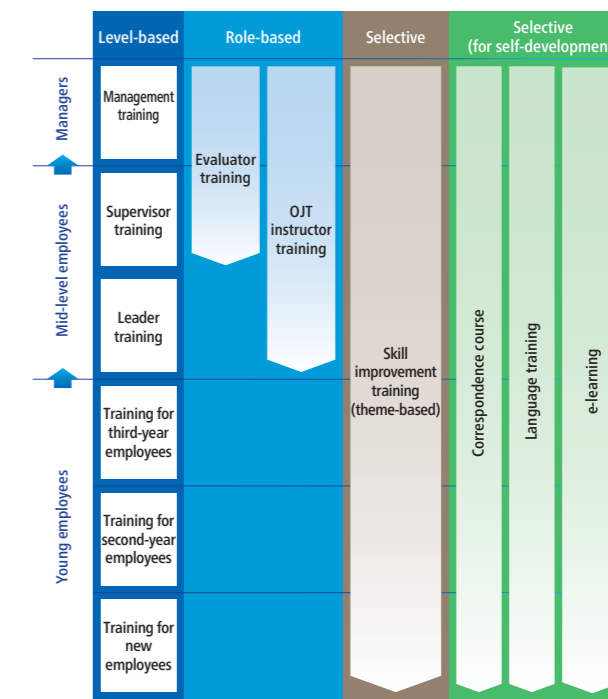 Level-based
Role-based
Selective
Selective
(for self-development
Managers
Mid-level employees
Young employees
Management
training
Supervisor
training
Leader
training
Training for
third-year
employees
Training for
second-year
employees
Training for
new
employees
Evaluator
training
OJT
instructor
training
Skill
improvement
training
(theme-based)
Correspondence course
Language training
e-learning